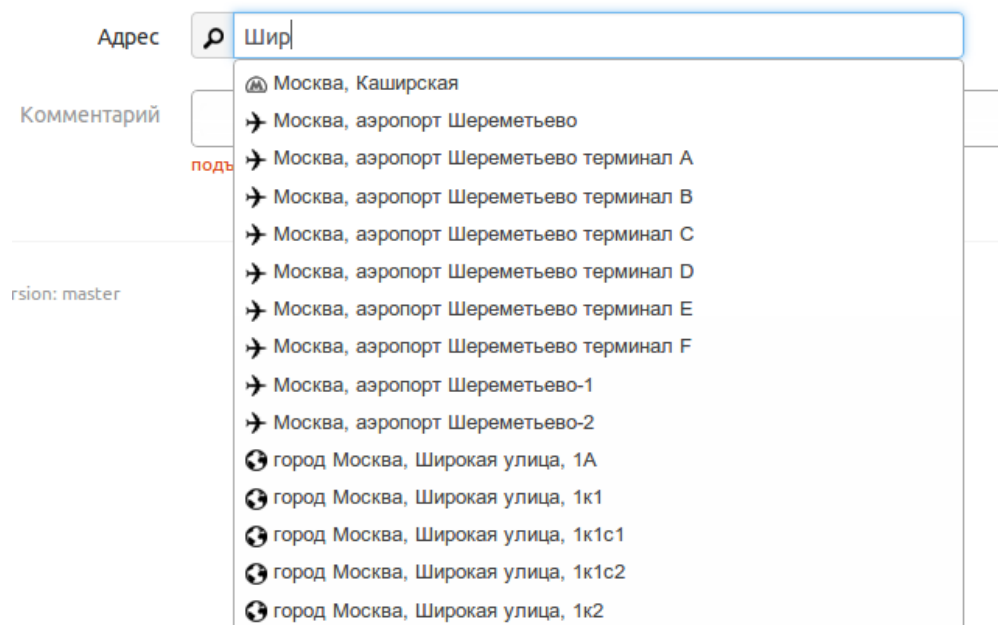 Адрес
Шир
Москва, Каширская
Комментарий
Москва, аэропорт Шереметьево
Москва, аэропорт Шереметьево терминал A
подъ
Москва, аэропорт Шереметьево терминал B
Москва, аэропорт Шереметьево терминал C
Москва, аэропорт Шереметьево терминал D
rsion: master
Москва, аэропорт Шереметьево терминал E
Москва, аэропорт Шереметьево терминал F
Москва, аэропорт Шереметьево-1
Москва, аэропорт Шереметьево-2
город Москва, Широкая улица, 1А
город Москва, Широкая улица, 1к1
город Москва, Широкая улица, 1к1с1
город Москва, Широкая улица, 1к1с2
город Москва, Широкая улица, 1к2